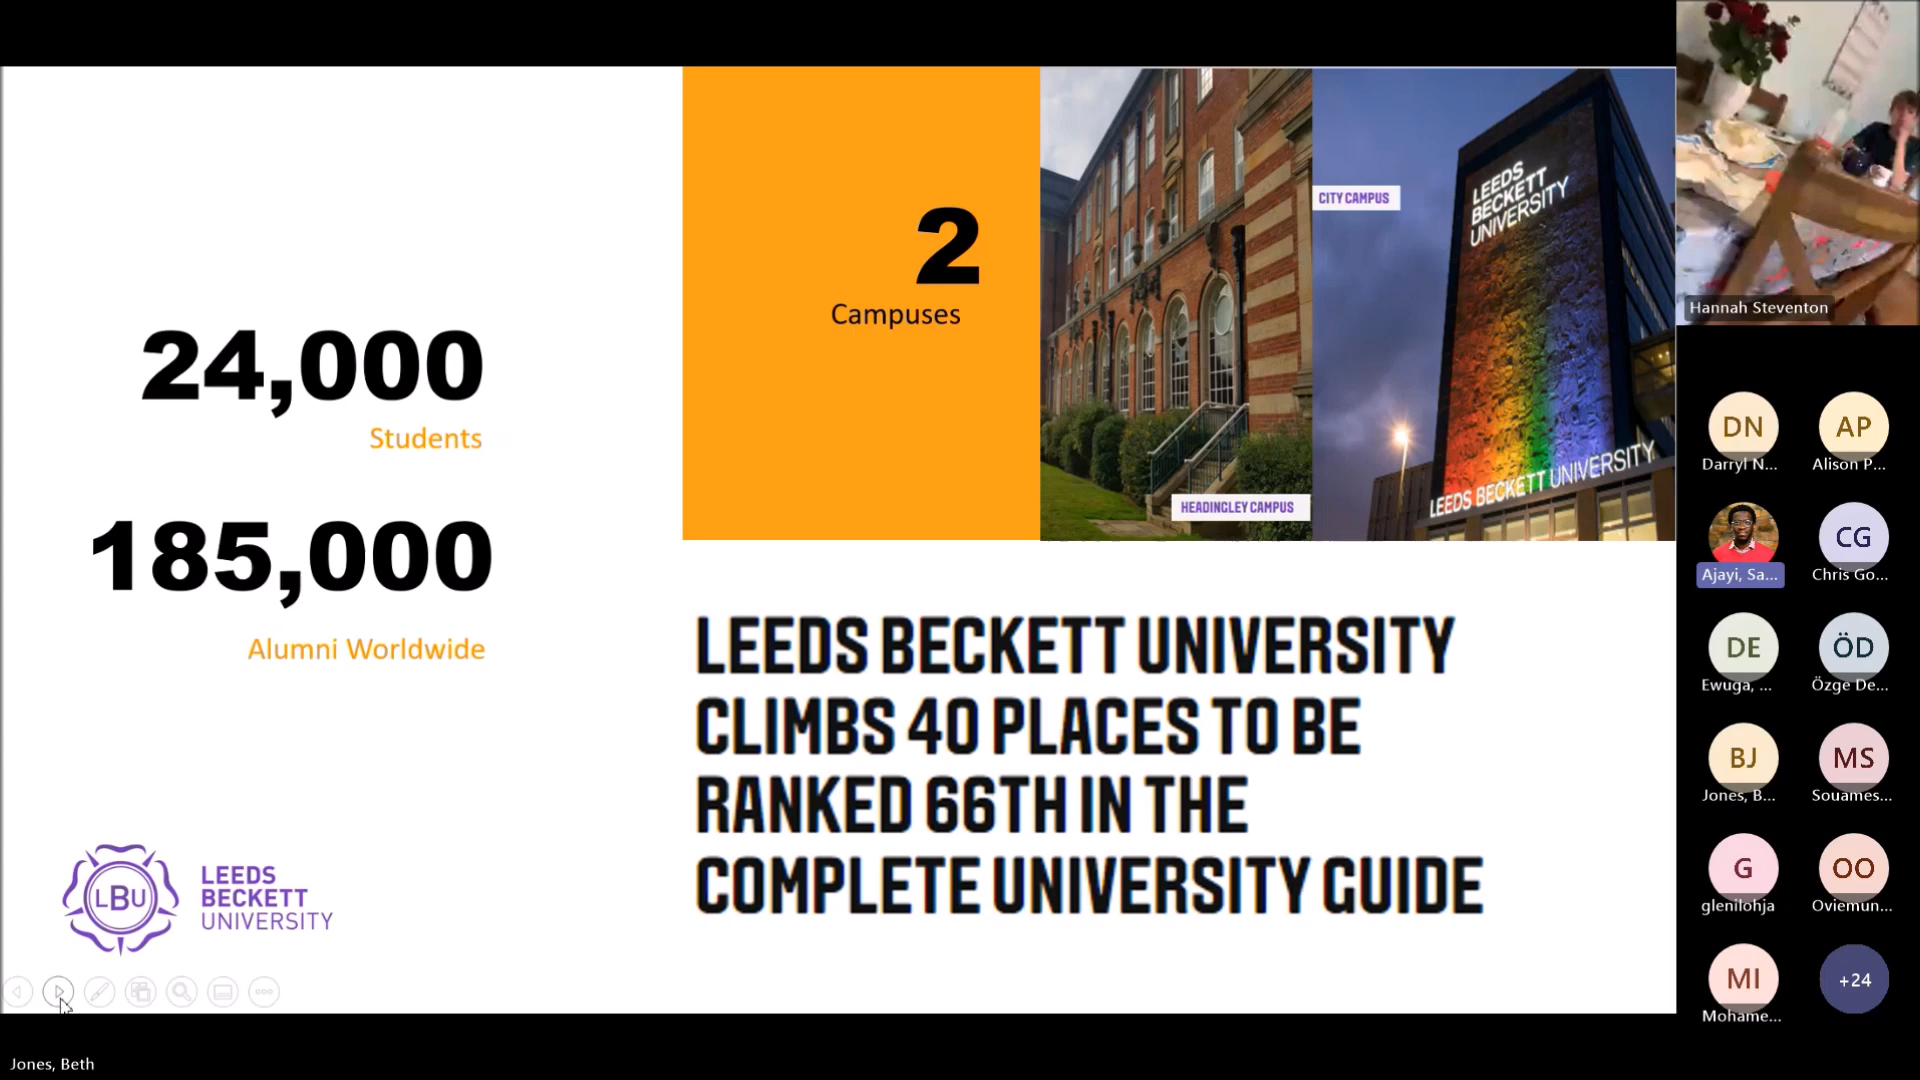 24,000
Students
185,000
Alumni Worldwide
2
Campuses
HEADINGLEY CAMPUS
CITY CAMPUS
LEEDS
BECKETT
UNIVERSITY
LEEDS BECKETT UNIVERSITY
LEEDS BECKETT UNIVERSITY
CLIMBS 40 PLACES TO BE
RANKED 66TH IN THE
COMPLETE UNIVERSITY GUIDE
LBU
LEEDS
BECKETT
UNIVERSITY
Hannah Steventon
DN
Darryl N...
AP
Alison P...
Ajayi, Sa...
CG
Chris Go...
DE
Ewuga, ...
ÖD
Özge De...
BJ
Jones, B...
MS
Souames...
G
glenilohja
OO
Oviemun...
MI
Mohame...
+24
Jones, Beth